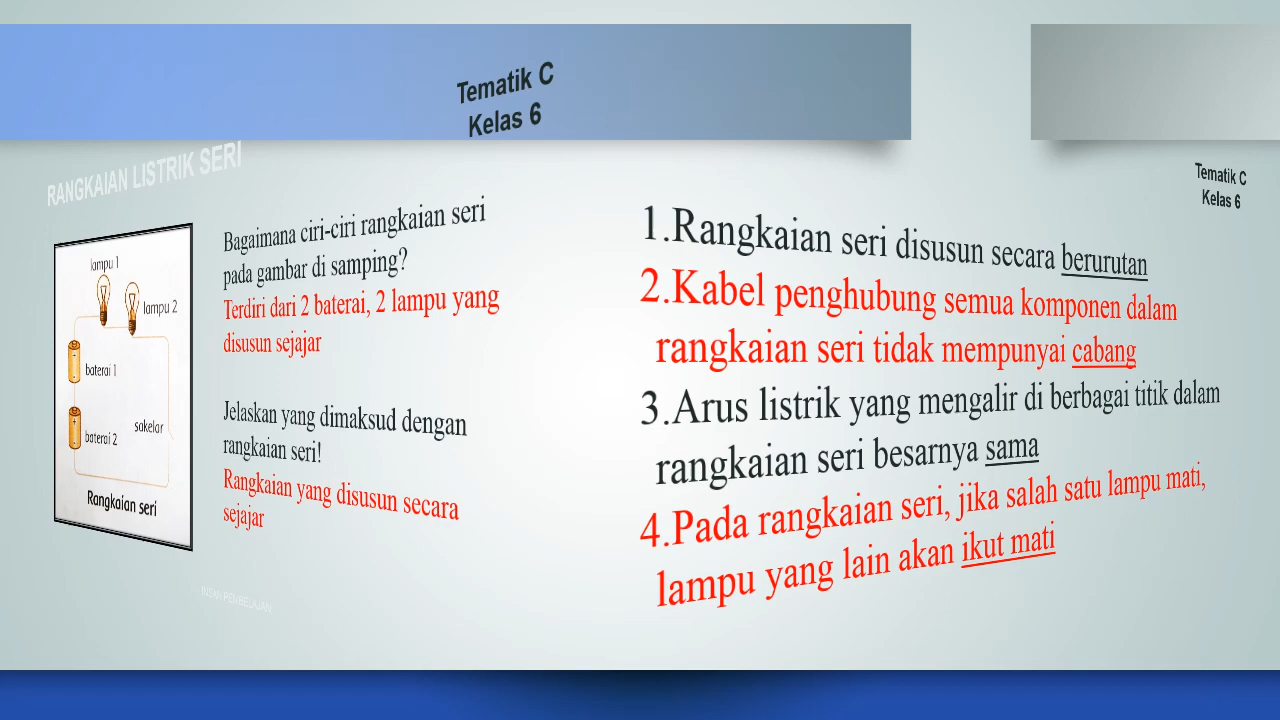 Tematik C
Kelas 6
RANGKAIAN LISTRIK SERI
lampu 1
lampu 2
baterai 1
baterai 2
sakelar
Rangkaian seri
Bagaimana ciri-ciri rangkaian seri
pada gambar di samping?
Terdiri dari 2 baterai, 2 lampu yang
disusun sejajar
Jelaskan yang dimaksud dengan
rangkaian seri!
Rangkaian yang disusun secara
sejajar
Tematik C
Kelas 6
1.Rangkaian seri disusun secara berurutan
2.Kabel penghubung semua komponen dalam
rangkaian seri tidak mempunyai cabang
3.Arus listrik yang mengalir di berbagai titik dalam
rangkaian seri besarnya sama
4.Pada rangkaian seri, jika salah satu lampu mati,
lampu yang lain akan ikut mati